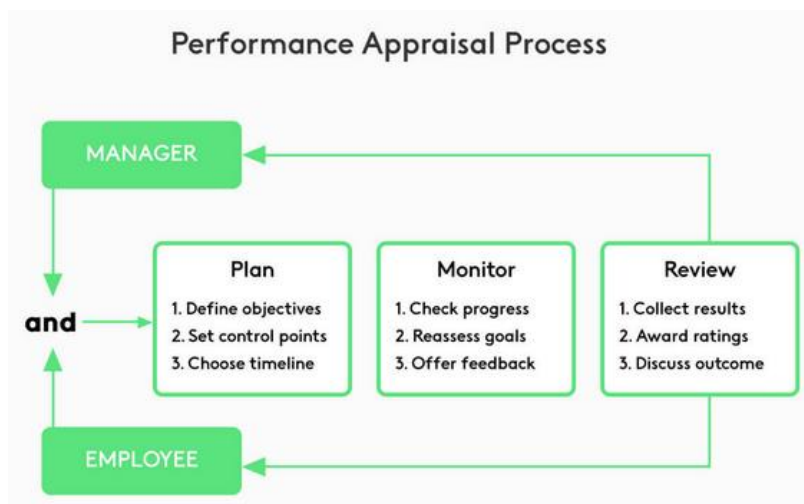 Performance Appraisal Process
MANAGER
and
Plan
1. Define objectives
2. Set control points
3. Choose timeline
Monitor
1. Check progress
2. Reassess goals
3. Offer feedback
Review
1. Collect results
2. Award ratings
3. Discuss outcome
EMPLOYEE